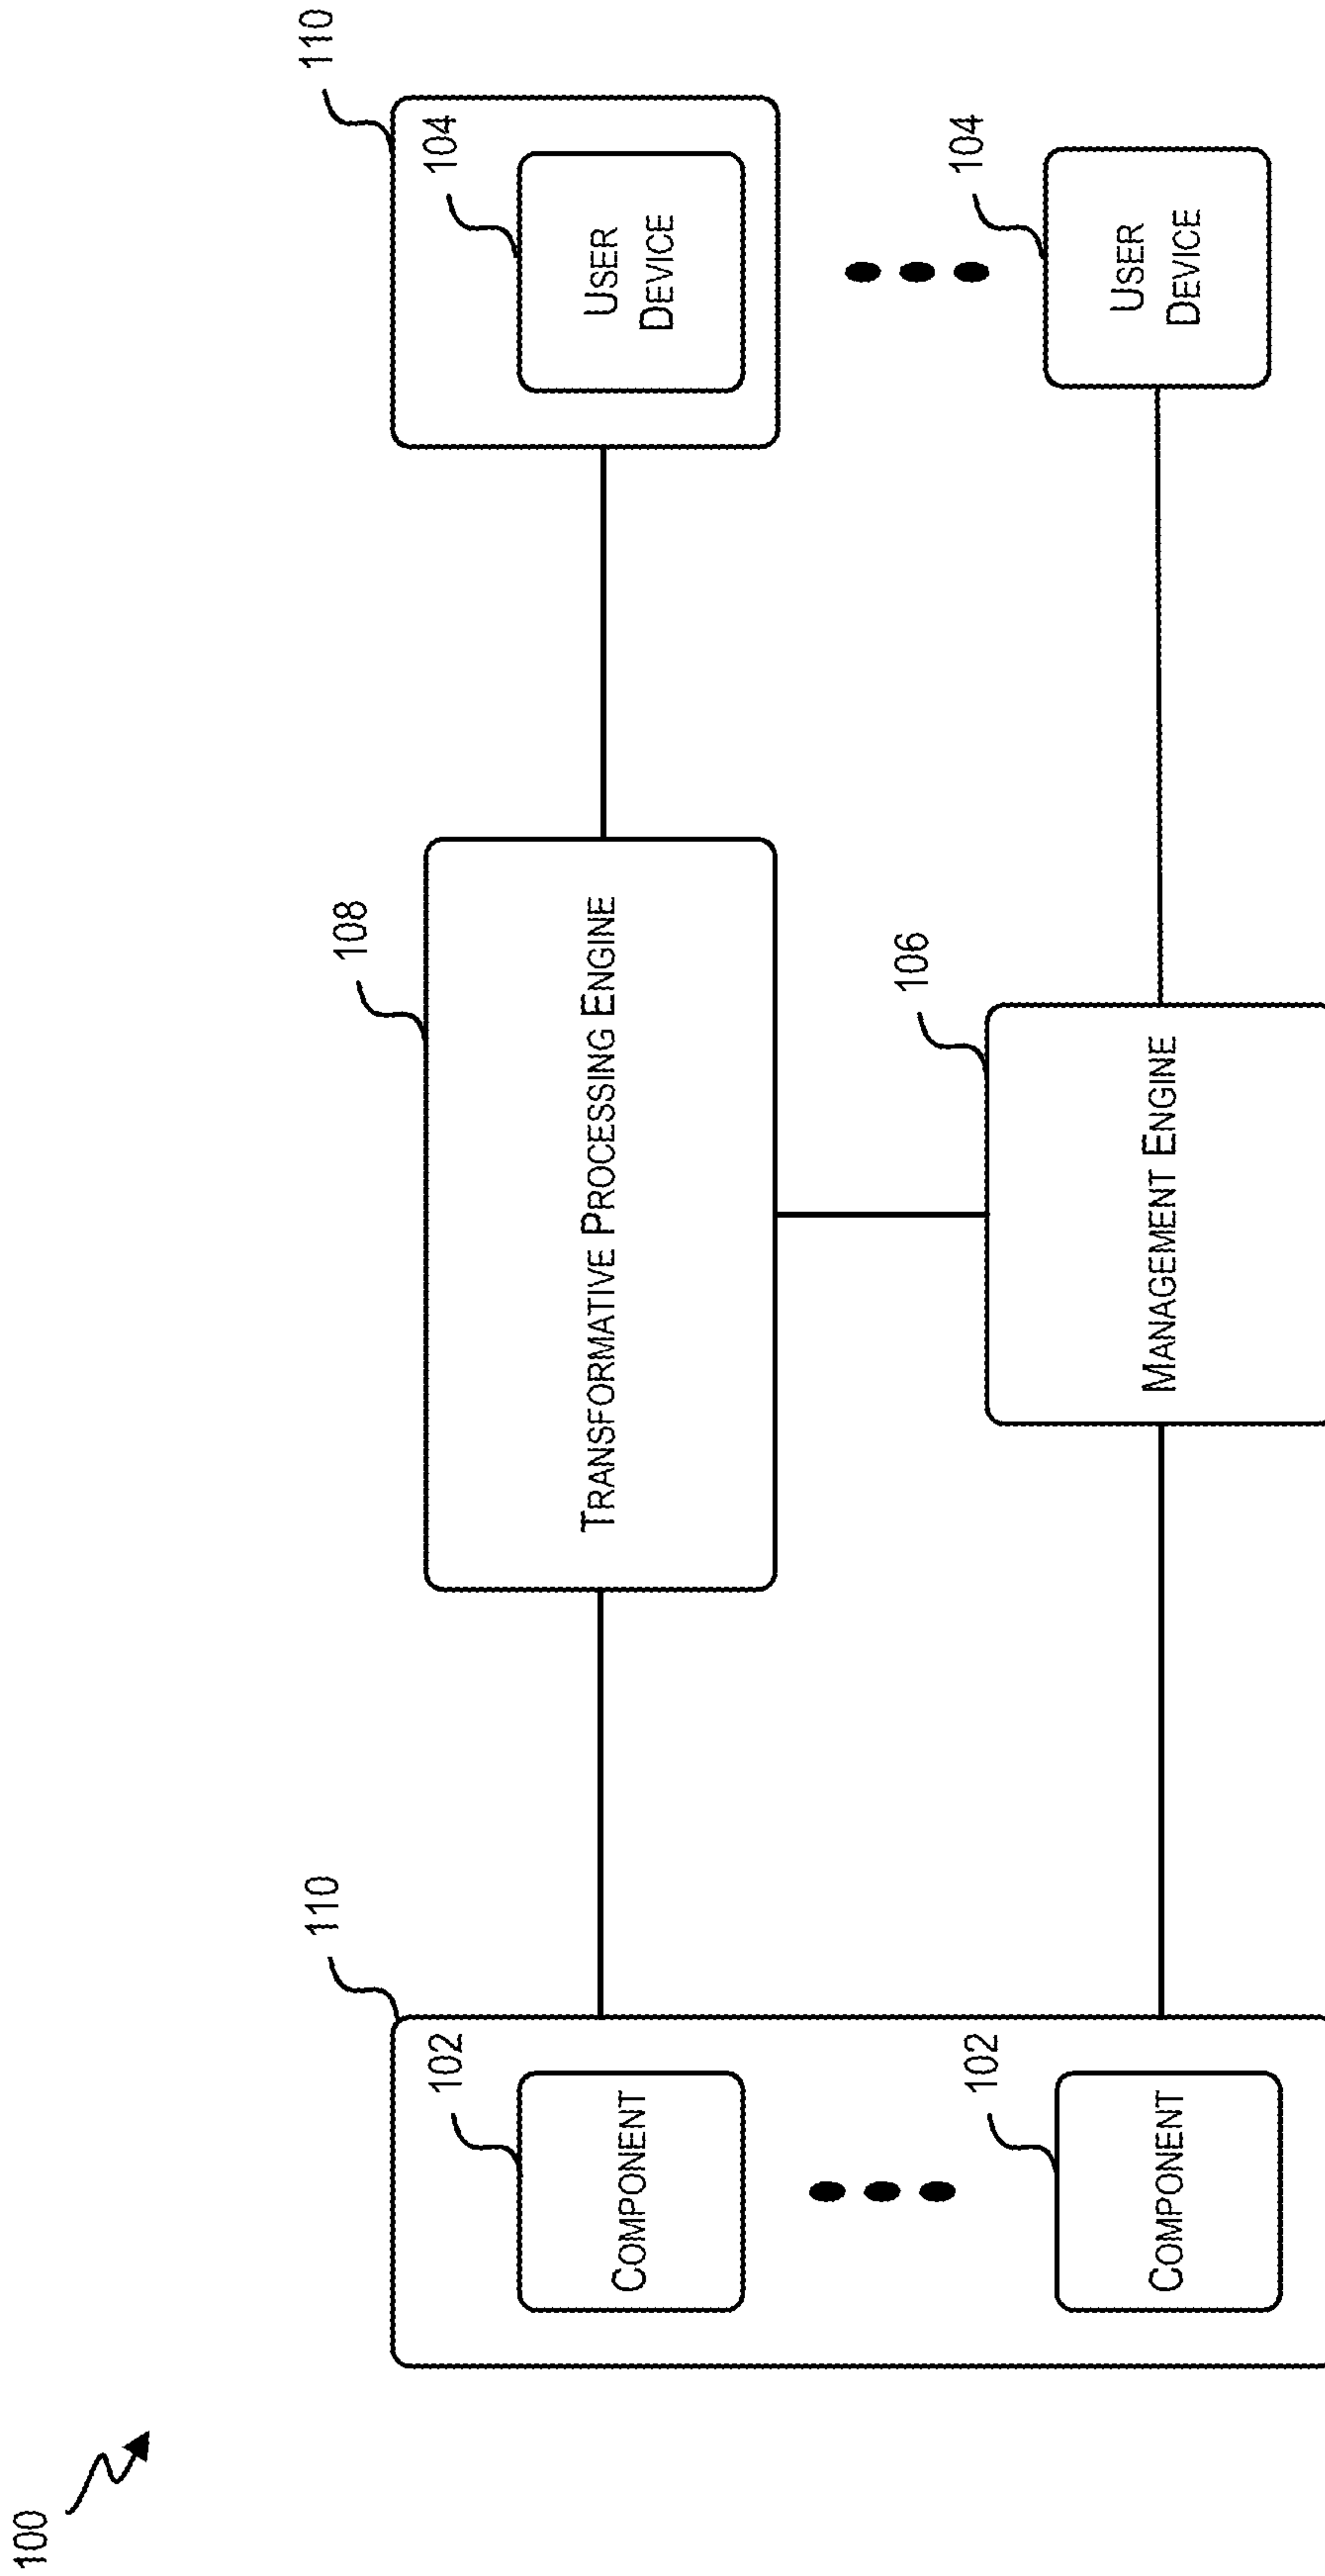 100
110
102
COMPONENT
102
COMPONENT
108
TRANSFORMATIVE PROCESSING ENGINE
106
MANAGEMENT ENGINE
110
104
USER
DEVICE
104
USER
DEVICE